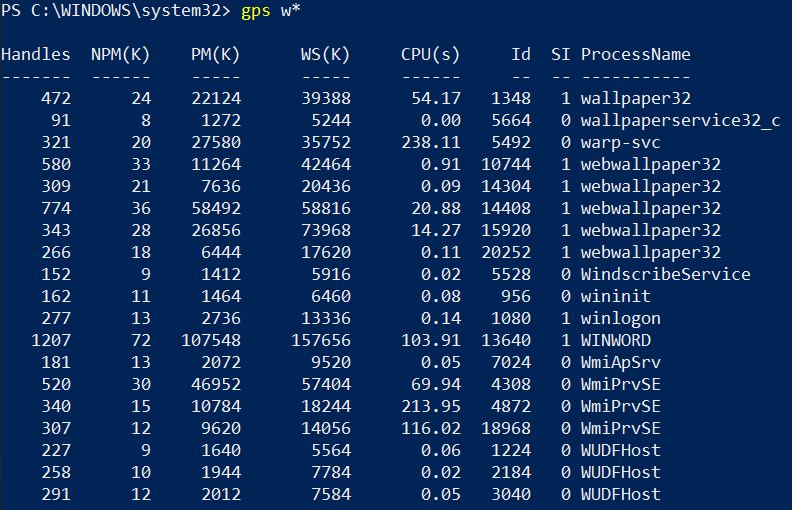 PS C:\WINDOWS\system32> gps w*
Handles NPM(K) PM(K) WS(K) CPU(s) Id SI ProcessName
------- ------ ----- ----- ------ -- -- -----------
472 24 22124 39388 54.17 1348 1 wallpaper32
91 8 1272 5244 0.00 5664 0 wallpaperservice32_c
321 20 27580 35752 238.11 5492 0 warp-svc
580 33 11264 42464 0.91 10744 1 webwallpaper32
309 21 7636 20436 0.09 14304 1 webwallpaper32
774 36 58492 58816 20.88 14408 1 webwallpaper32
343 28 26856 73968 14.27 15920 1 webwallpaper32
266 18 6444 17620 0.11 20252 1 webwallpaper32
152 9 1412 5916 0.02 5528 0 WindscribeService
162 11 1464 6460 0.08 956 0 wininit
277 13 2736 13336 0.14 1080 1 winlogon
1207 72 107548 157656 103.91 13640 1 WINWORD
181 13 2072 9520 0.05 7024 0 WmiApSrv
520 30 46952 57404 69.94 4308 0 WmiPrvSE
340 15 10784 18244 213.95 4872 0 WmiPrvSE
307 12 9620 14056 116.02 18968 0 WmiPrvSE
227 9 1640 5564 0.06 1224 0 WUDFHost
258 10 1944 7784 0.02 2184 0 WUDFHost
291 12 2012 7584 0.05 3040 0 WUDFHost